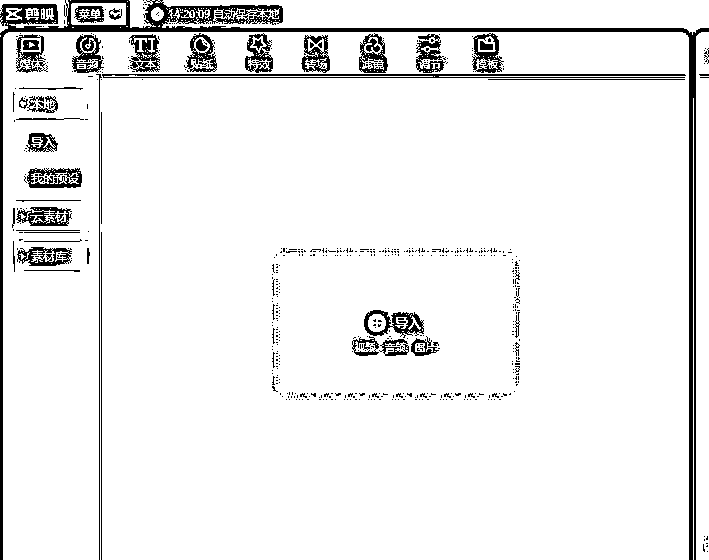 剪映 菜单 14:20:09 自动保存本地
媒体 音频 文本 贴纸 特效 转场 滤镜 调节 模板
本地
导入
我的预设
云素材
素材库
导入
视频、音频、图片